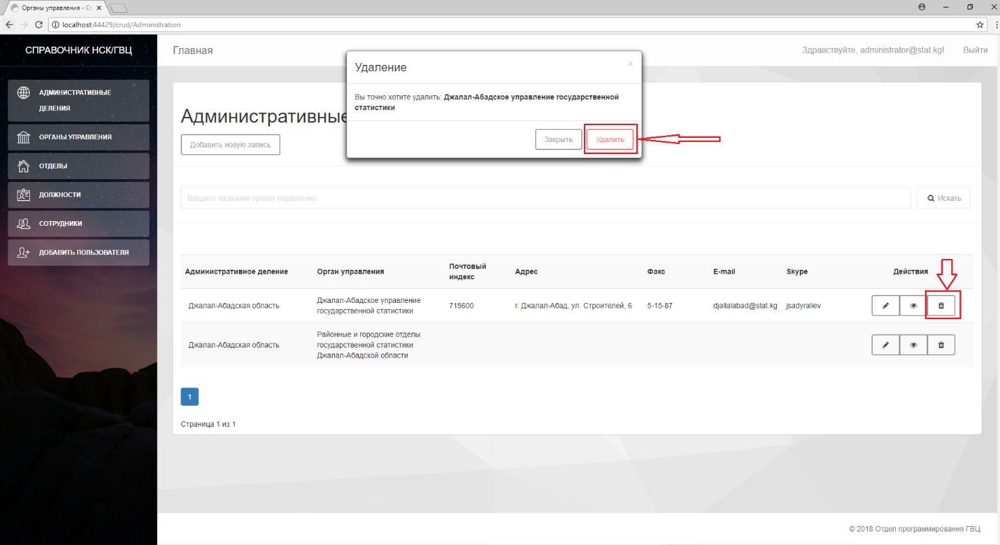 Органы управления - Сп
localhost:44429/crud/Administration
СПРАВОЧНИК НСК/ГВЦ
АДМИНИСТРАТИВНЫЕ
ДЕЛЕНИЯ
ОРГАНЫ УПРАВЛЕНИЯ
ОТДЕЛЫ
ДОЛЖНОСТИ
СОТРУДНИКИ
ДОБАВИТЬ ПОЛЬЗОВАТЕЛЯ
Главная
Здравствуйте, administrator@stat.kg!
Выйти
Удаление
×
Вы точно хотите удалить: Джалал-Абадское управление государственной
статистики
Закрыть
Удалить
Административные
Добавить новую запись
Введите название органа управления
Искать
Административное деление
Орган управления
Почтовый
индекс
Адрес
Факс
E-mail
Skype
Действия
Джалал-Абадская область
Джалал-Абадское управление
государственной статистики
715600
г. Джалал-Абад, ул. Строителей, 6
5-15-87
djallalabad@stat.kg
jsadyraliev
Джалал-Абадская область
Районные и городские отделы
государственной статистики
Джалал-Абадской области
1
Страница 1 из 1
© 2018 Отдел программирования ГВЦ